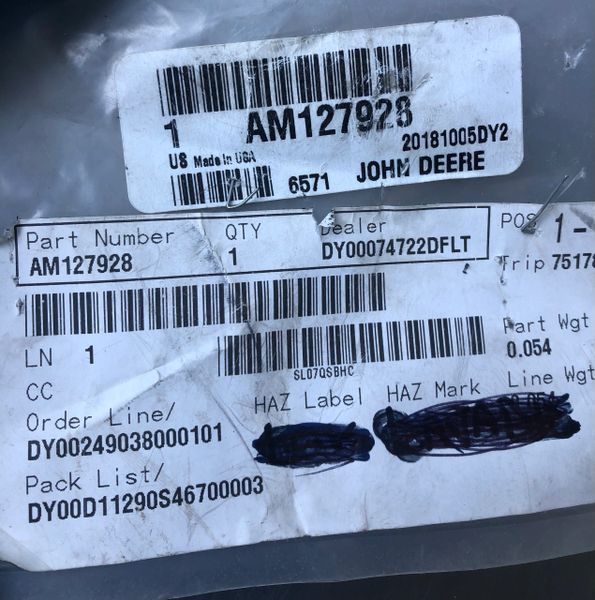 1 AM127928
US Made in USA 20181005DY2
6571 JOHN DEERE
Part Number QTY Dealer POS 1-
AM127928 1 DY00074722DFLT
Trip 75178
LN 1
SL07QSBHC
Part Wgt
0.054
CC
HAZ Label HAZ Mark Line Wgt
Order Line/
DY00249038000101
Pack List/
DY00D11290S46700003